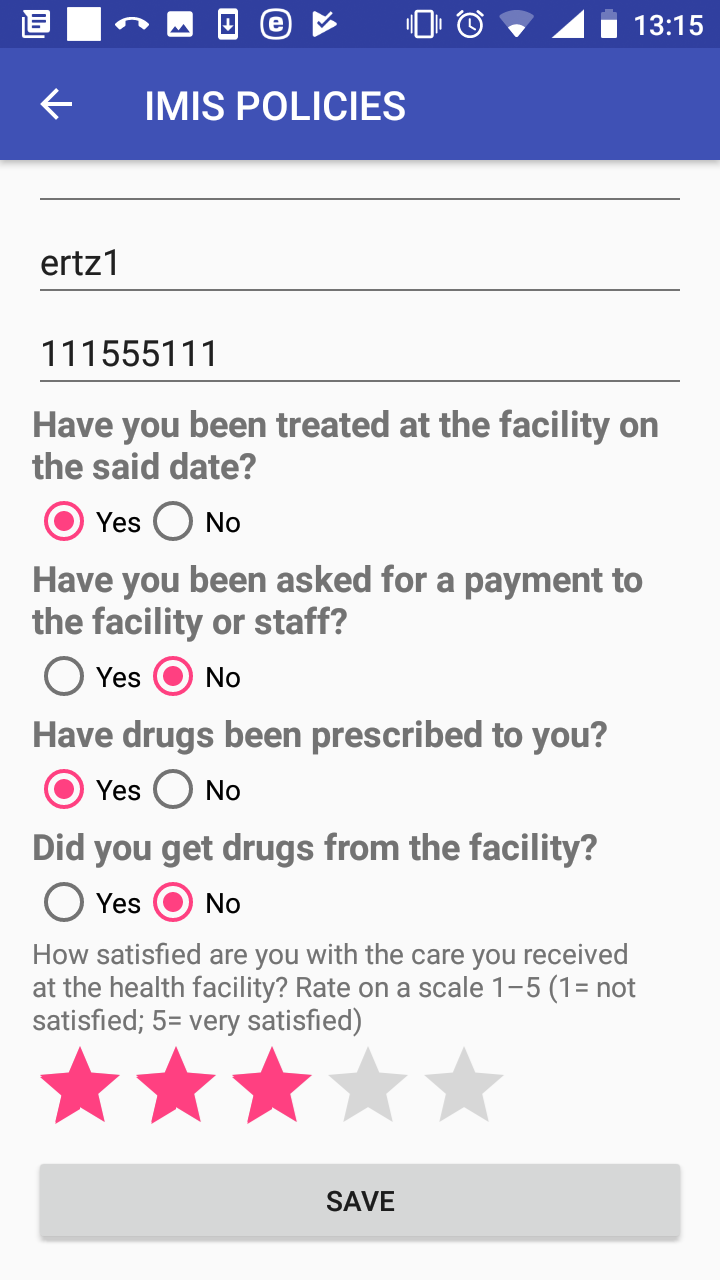 13:15
IMIS POLICIES
ertz1
111555111
Have you been treated at the facility on
the said date?
Yes No
Have you been asked for a payment to
the facility or staff?
Yes No
Have drugs been prescribed to you?
Yes No
Did you get drugs from the facility?
Yes No
How satisfied are you with the care you received
at the health facility? Rate on a scale 1–5 (1= not
satisfied; 5= very satisfied)
SAVE